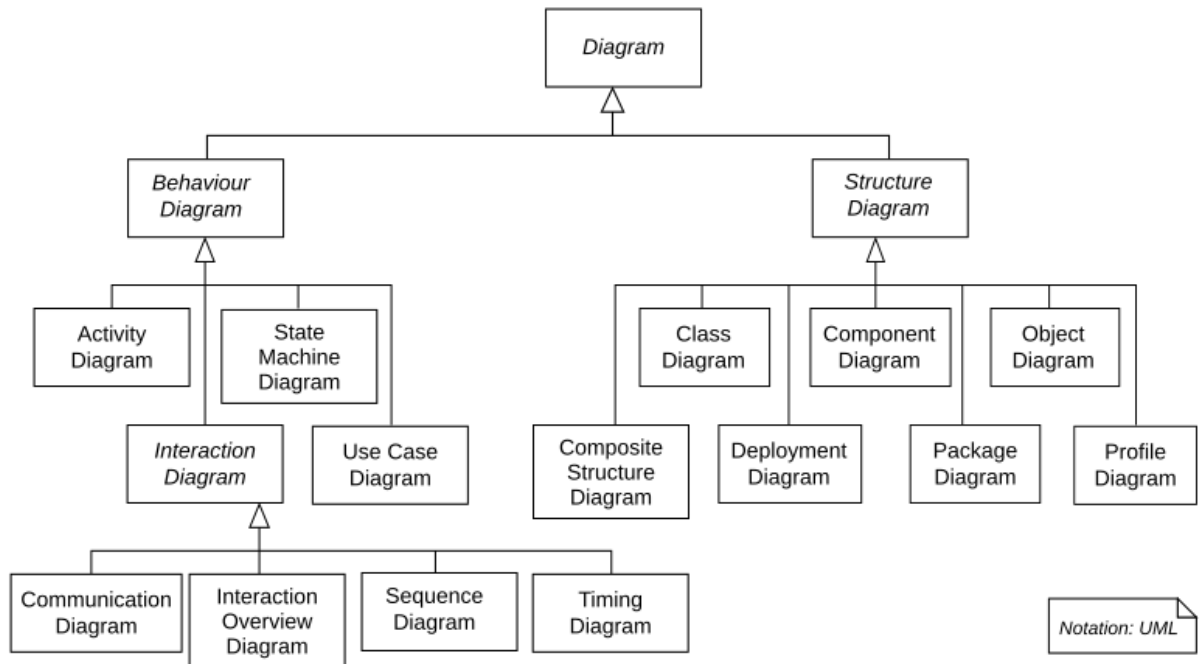 Diagram
Behaviour
Diagram
Structure
Diagram
Activity
Diagram
State
Machine
Diagram
Class
Diagram
Component
Diagram
Object
Diagram
Interaction
Diagram
Use Case
Diagram
Composite
Structure
Diagram
Deployment
Diagram
Package
Diagram
Profile
Diagram
Communication
Diagram
Interaction
Overview
Diagram
Sequence
Diagram
Timing
Diagram
Notation: UML